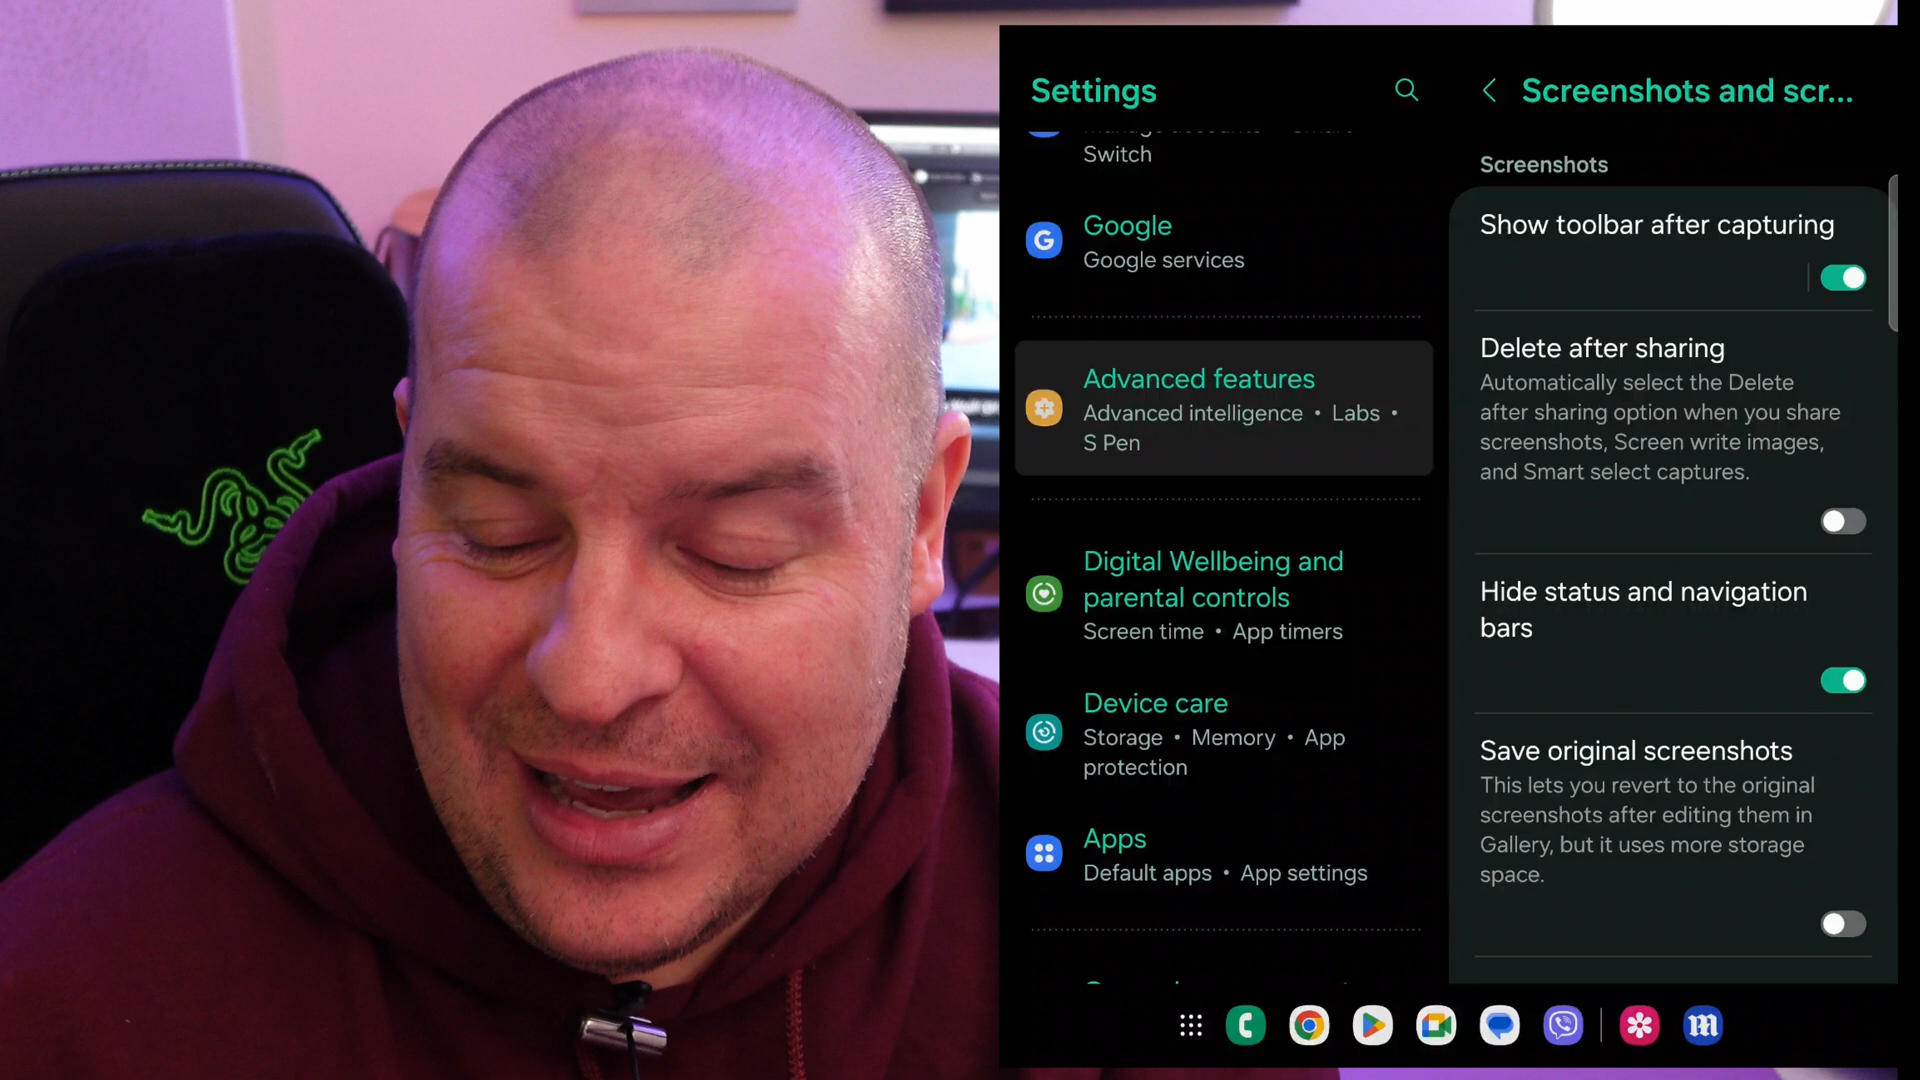 Settings
Switch
Google
Google services
Advanced features
Advanced intelligence • Labs •
S Pen
Digital Wellbeing and
parental controls
Screen time • App timers
Device care
Storage • Memory • App
protection
Apps
Default apps • App settings
Screenshots and scr...
Screenshots
Show toolbar after capturing
Delete after sharing
Automatically select the Delete
after sharing option when you share
screenshots, Screen write images,
and Smart select captures.
Hide status and navigation
bars
Save original screenshots
This lets you revert to the original
screenshots after editing them in
Gallery, but it uses more storage
space.